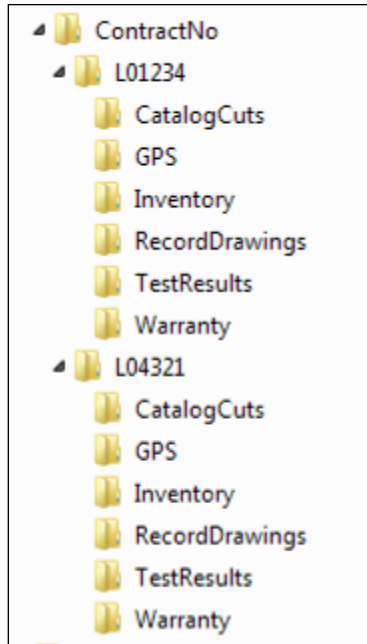 ContractNo
L01234
CatalogCuts
GPS
Inventory
RecordDrawings
TestResults
Warranty
L04321
CatalogCuts
GPS
Inventory
RecordDrawings
TestResults
Warranty